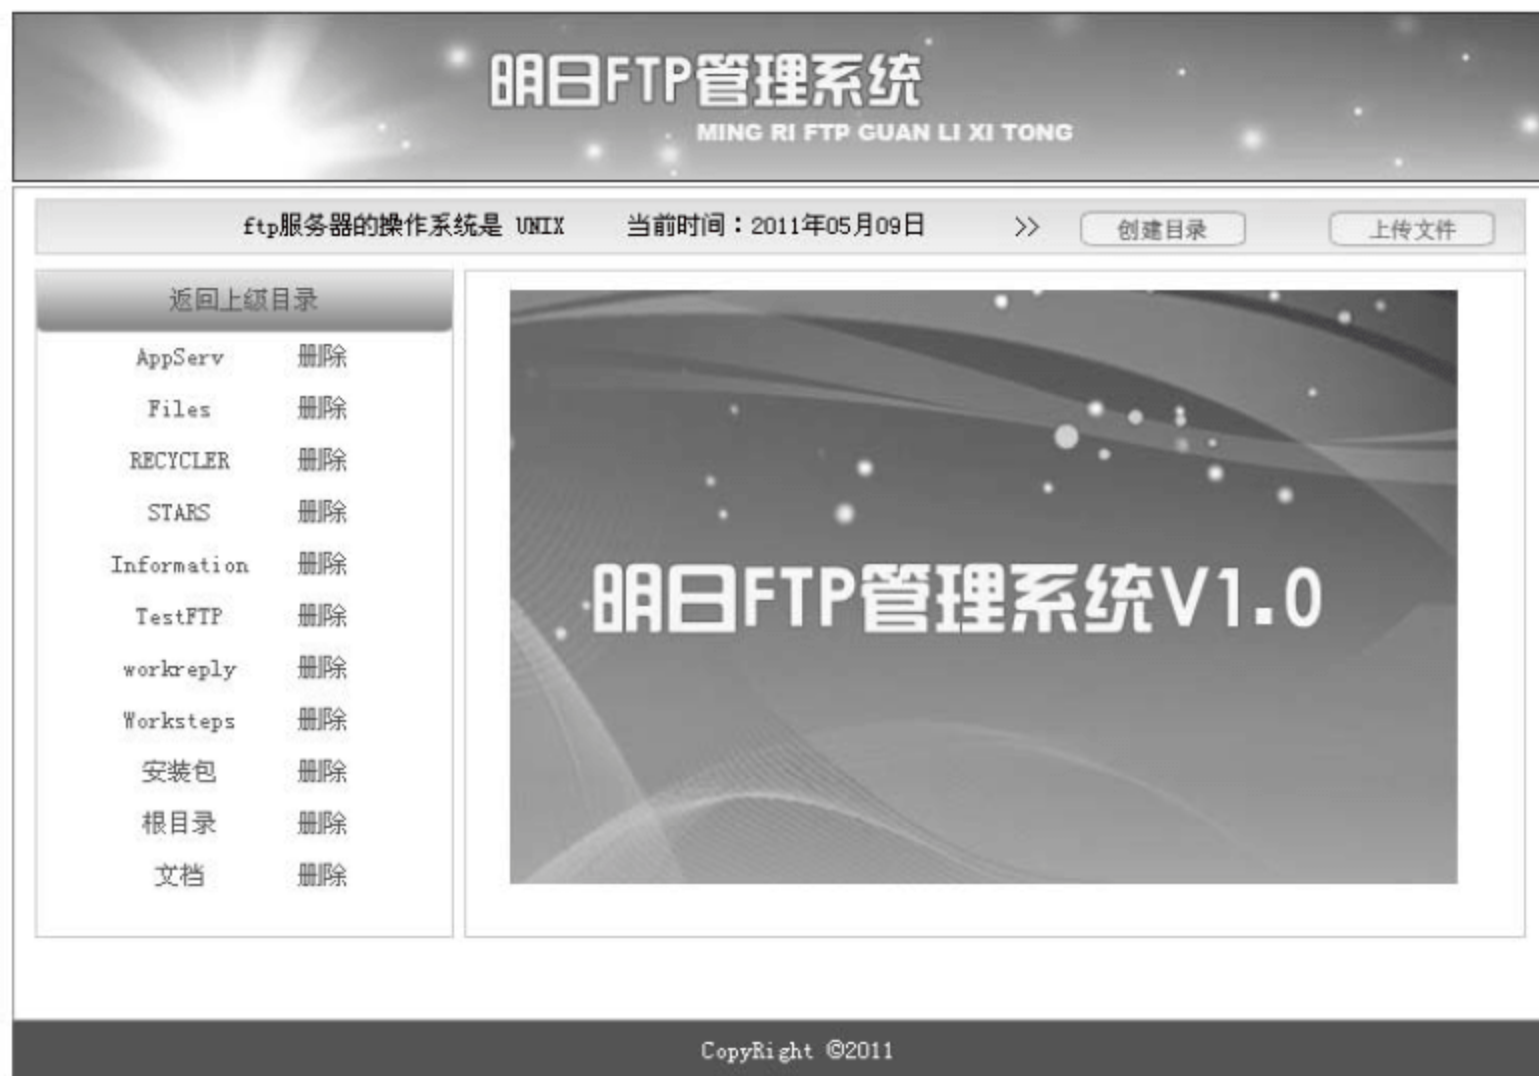 明日FTP管理系统
MING RI FTP GUAN LI XI TONG
ftp服务器的操作系统是 UNIX 当前时间：2011年05月09日 >> 创建目录 上传文件
返回上级目录
AppServ 删除
Files 删除
RECYCLER 删除
STARS 删除
Information 删除
TestFTP 删除
workreply 删除
Worksteps 删除
安装包 删除
根目录 删除
文档 删除
明日FTP管理系统V1.0
CopyRight ©2011